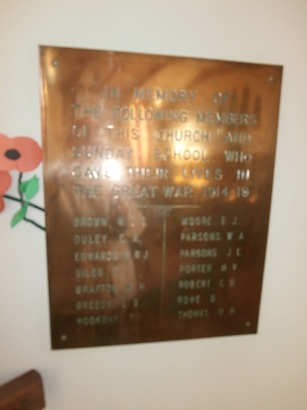 IN MEMORY OF
THE FOLLOWING MEMBERS
OF THIS CHURCH AND
SUNDAY SCHOOL WHO
GAVE THEIR LIVES IN
THE GREAT WAR 1914-19
BROWN
DULEY
EDWARDS R J
GILES
GRAFTON
GREEDY
HOOKWAY
MOORE E J
PARSONS W A
PARSONS J E
PORTER H V
ROBERT C G
ROWE
THOMAS